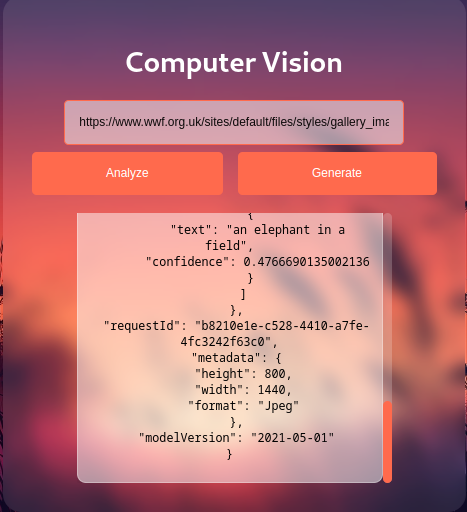 Computer Vision
https://www.wwf.org.uk/sites/default/files/styles/gallery_ima
Analyze Generate
{
"text": "an elephant in a
field",
"confidence": 0.4766690135002136
}
]
},
"requestId": "b8210e1e-c528-4410-a7fe-
4fc3242f63c0",
"metadata": {
"height": 800,
"width": 1440,
"format": "Jpeg"
},
"modelVersion": "2021-05-01"
}